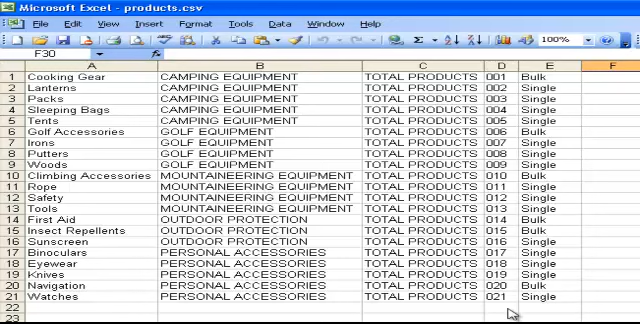 Microsoft Excel - products.csv
File Edit View Insert Format Tools Data Window Help
100%
F30 fx
A B C D E F
1 Cooking Gear CAMPING EQUIPMENT TOTAL PRODUCTS 001 Bulk
2 Lanterns CAMPING EQUIPMENT TOTAL PRODUCTS 002 Single
3 Packs CAMPING EQUIPMENT TOTAL PRODUCTS 003 Single
4 Sleeping Bags CAMPING EQUIPMENT TOTAL PRODUCTS 004 Single
5 Tents CAMPING EQUIPMENT TOTAL PRODUCTS 005 Single
6 Golf Accessories GOLF EQUIPMENT TOTAL PRODUCTS 006 Bulk
7 Irons GOLF EQUIPMENT TOTAL PRODUCTS 007 Single
8 Putters GOLF EQUIPMENT TOTAL PRODUCTS 008 Single
9 Woods GOLF EQUIPMENT TOTAL PRODUCTS 009 Single
10 Climbing Accessories MOUNTAINEERING EQUIPMENT TOTAL PRODUCTS 010 Bulk
11 Rope MOUNTAINEERING EQUIPMENT TOTAL PRODUCTS 011 Single
12 Safety MOUNTAINEERING EQUIPMENT TOTAL PRODUCTS 012 Single
13 Tools MOUNTAINEERING EQUIPMENT TOTAL PRODUCTS 013 Single
14 First Aid OUTDOOR PROTECTION TOTAL PRODUCTS 014 Bulk
15 Insect Repellents OUTDOOR PROTECTION TOTAL PRODUCTS 015 Bulk
16 Sunscreen OUTDOOR PROTECTION TOTAL PRODUCTS 016 Single
17 Binoculars PERSONAL ACCESSORIES TOTAL PRODUCTS 017 Single
18 Eyewear PERSONAL ACCESSORIES TOTAL PRODUCTS 018 Single
19 Knives PERSONAL ACCESSORIES TOTAL PRODUCTS 019 Single
20 Navigation PERSONAL ACCESSORIES TOTAL PRODUCTS 020 Bulk
21 Watches PERSONAL ACCESSORIES TOTAL PRODUCTS 021 Single
22
23